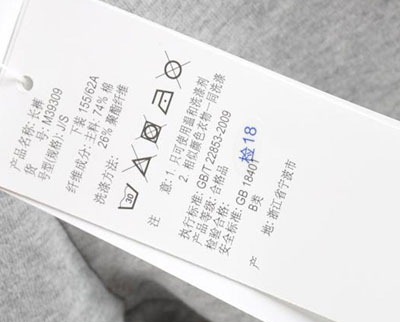 产品名称: 长裤
货 号: M39309
号型(规格): J/S
下装 155/62A
纤维成分: 主料: 74% 棉
26% 聚酯纤维
洗涤方法:
30
注 意: 1. 只可使用温和洗涤剂
2. 相似颜色衣物一同洗涤
执行标准: GB/T 22853-2009
产品等级: 合格品
检验合格: 检18
安全标准: GB 18401
B类
产 地: 浙江省宁波市